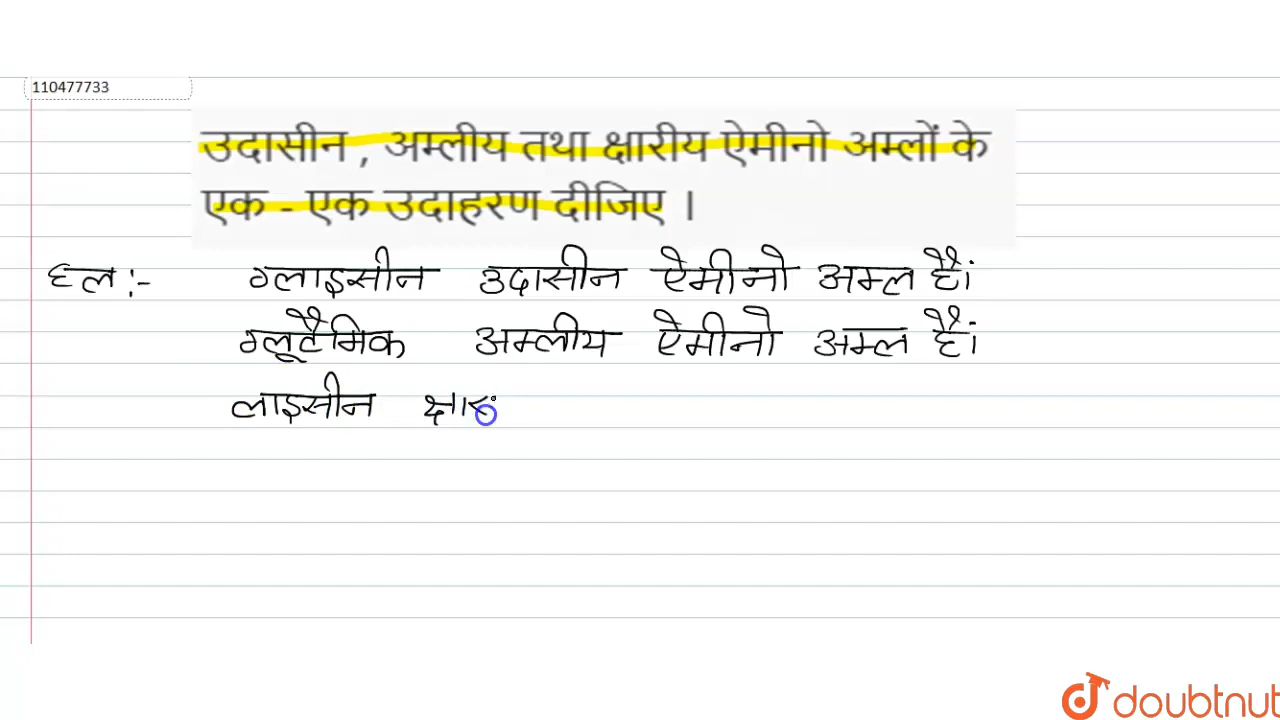 110477733
उदासीन , अम्लीय तथा क्षारीय ऐमीनो अम्लों के
एक - एक उदाहरण दीजिए ।
हल :- ग्लाइसीन उदासीन ऐमीनो अम्ल है।
ग्लूटैमिक अम्लीय ऐमीनो अम्ल है।
लाइसीन
doubtnut